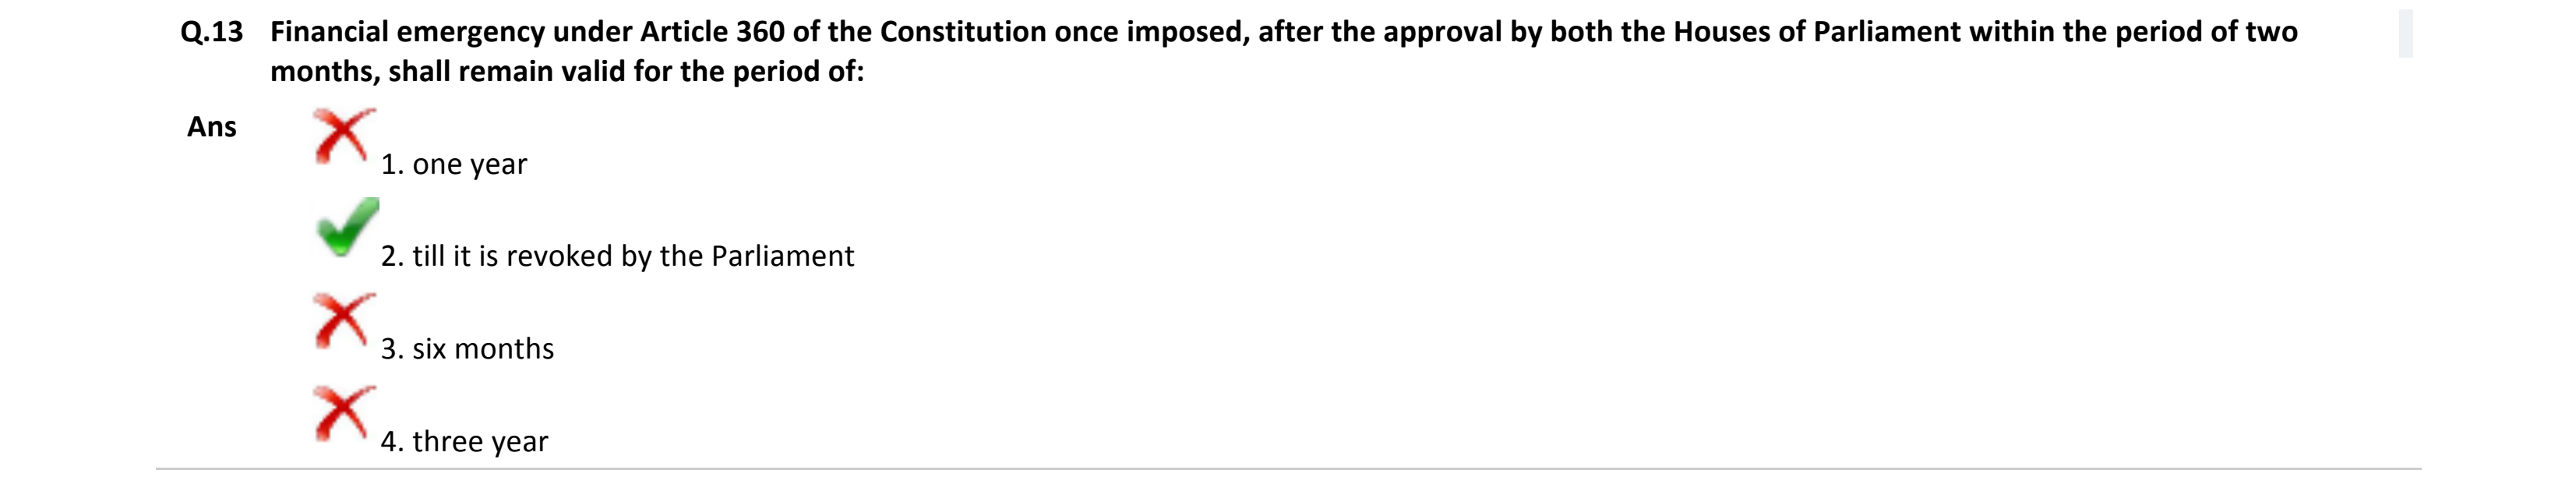 Q.13 Financial emergency under Article 360 of the Constitution once imposed, after the approval by both the Houses of Parliament within the period of two
months, shall remain valid for the period of:
Ans
1. one year
2. till it is revoked by the Parliament
3. six months
4. three year